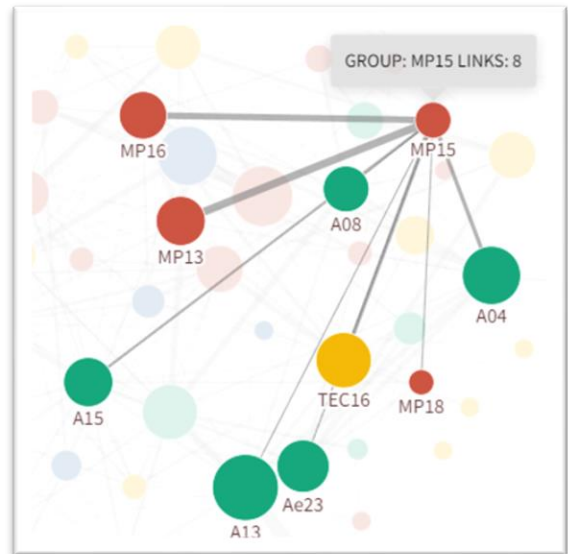 GROUP: MP15 LINKS: 8
MP16
MP15
A08
MP13
A04
TEC16
MP18
A15
Ae23
A13